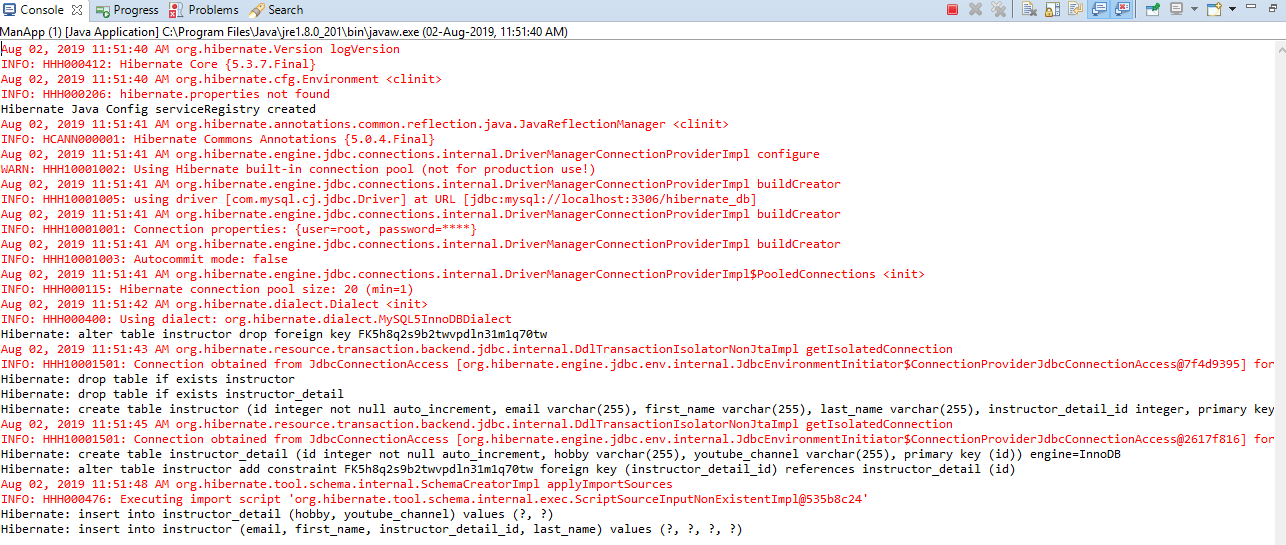 Console Progress Problems Search
ManApp (1) [Java Application] C:\Program Files\Java\jre1.8.0_201\bin\javaw.exe (02-Aug-2019, 11:51:40 AM)
Aug 02, 2019 11:51:40 AM org.hibernate.Version logVersion
INFO: HHH000412: Hibernate Core {5.3.7.Final}
Aug 02, 2019 11:51:40 AM org.hibernate.cfg.Environment <clinit>
INFO: HHH000206: hibernate.properties not found
Hibernate Java Config serviceRegistry created
Aug 02, 2019 11:51:41 AM org.hibernate.annotations.common.reflection.java.JavaReflectionManager <clinit>
INFO: HCANN000001: Hibernate Commons Annotations {5.0.4.Final}
Aug 02, 2019 11:51:41 AM org.hibernate.engine.jdbc.connections.internal.DriverManagerConnectionProviderImpl configure
WARN: HHH10001002: Using Hibernate built-in connection pool (not for production use!)
Aug 02, 2019 11:51:41 AM org.hibernate.engine.jdbc.connections.internal.DriverManagerConnectionProviderImpl buildCreator
INFO: HHH10001005: using driver [com.mysql.cj.jdbc.Driver] at URL [jdbc:mysql://localhost:3306/hibernate_db]
Aug 02, 2019 11:51:41 AM org.hibernate.engine.jdbc.connections.internal.DriverManagerConnectionProviderImpl buildCreator
INFO: HHH10001001: Connection properties: {user=root, password=****}
Aug 02, 2019 11:51:41 AM org.hibernate.engine.jdbc.connections.internal.DriverManagerConnectionProviderImpl buildCreator
INFO: HHH10001003: Autocommit mode: false
Aug 02, 2019 11:51:41 AM org.hibernate.engine.jdbc.connections.internal.DriverManagerConnectionProviderImpl$PooledConnections <init>
INFO: HHH000115: Hibernate connection pool size: 20 (min=1)
Aug 02, 2019 11:51:42 AM org.hibernate.dialect.Dialect <init>
INFO: HHH000400: Using dialect: org.hibernate.dialect.MySQL5InnoDBDialect
Hibernate: alter table instructor drop foreign key FK5h8q2s9b2twvpdln31m1q70tw
Aug 02, 2019 11:51:43 AM org.hibernate.resource.transaction.backend.jdbc.internal.DdlTransactionIsolatorNonJtaImpl getIsolatedConnection
INFO: HHH10001501: Connection obtained from JdbcConnectionAccess [org.hibernate.engine.jdbc.env.internal.JdbcEnvironmentInitiator$ConnectionProviderJdbcConnectionAccess@7f4d9395] for
Hibernate: drop table if exists instructor
Hibernate: drop table if exists instructor_detail
Hibernate: create table instructor (id integer not null auto_increment, email varchar(255), first_name varchar(255), last_name varchar(255), instructor_detail_id integer, primary key
Aug 02, 2019 11:51:45 AM org.hibernate.resource.transaction.backend.jdbc.internal.DdlTransactionIsolatorNonJtaImpl getIsolatedConnection
INFO: HHH10001501: Connection obtained from JdbcConnectionAccess [org.hibernate.engine.jdbc.env.internal.JdbcEnvironmentInitiator$ConnectionProviderJdbcConnectionAccess@2617f816] for
Hibernate: create table instructor_detail (id integer not null auto_increment, hobby varchar(255), youtube_channel varchar(255), primary key (id)) engine=InnoDB
Hibernate: alter table instructor add constraint FK5h8q2s9b2twvpdln31m1q70tw foreign key (instructor_detail_id) references instructor_detail (id)
Aug 02, 2019 11:51:48 AM org.hibernate.tool.schema.internal.SchemaCreatorImpl applyImportSources
INFO: HHH000476: Executing import script 'org.hibernate.tool.schema.internal.exec.ScriptSourceInputNonExistentImpl@535b8c24'
Hibernate: insert into instructor_detail (hobby, youtube_channel) values (?, ?)
Hibernate: insert into instructor (email, first_name, instructor_detail_id, last_name) values (?, ?, ?, ?)